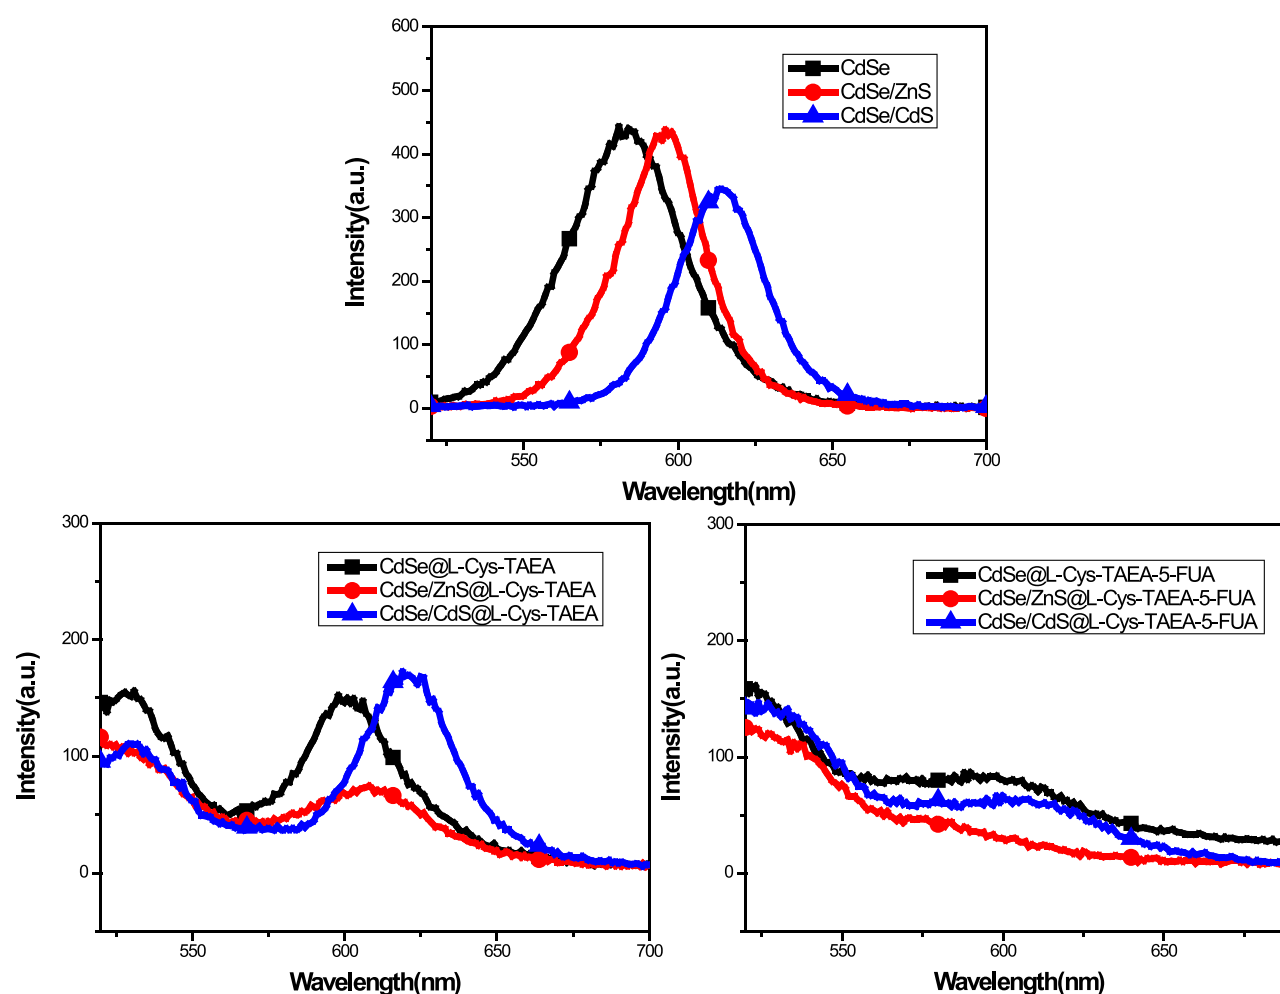 600
500
400
300
200
100
0
Intensity(a.u.)
CdSe
CdSe/ZnS
CdSe/CdS
550
600
650
700
Wavelength(nm)
300
200
100
0
Intensity(a.u.)
CdSe@L-Cys-TAEA
CdSe/ZnS@L-Cys-TAEA
CdSe/CdS@L-Cys-TAEA
550
600
650
700
Wavelength(nm)
300
200
100
0
Intensity(a.u.)
CdSe@L-Cys-TAEA-5-FUA
CdSe/ZnS@L-Cys-TAEA-5-FUA
CdSe/CdS@L-Cys-TAEA-5-FUA
550
600
650
Wavelength(nm)